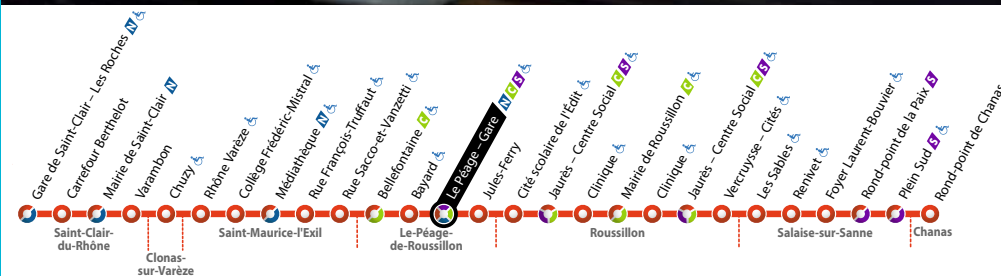 Gare de Saint-Clair – Les Roches N
Carrefour Berthelot
Mairie de Saint-Clair N
Varambon
Chuzy
Rhône Varèze
Collège Frédéric-Mistral
Médiathèque N
Rue François-Truffaut
Rue Sacco-et-Vanzetti
Bellefontaine C
Bayard
Le Péage – Gare N C S
Jules-Ferry
Cité scolaire de l'Edit
Jaurès - Centre Social C S
Clinique
Mairie de Roussillon C
Clinique
Jaurès – Centre Social C S
Vercruysse - Cités
Les Sables
Renivet
Foyer Laurent-Bouvier
Rond-point de la Paix S
Plein Sud S
Rond-point de Chanas
Saint-Clair-
du-Rhône
Clonas-
sur-Varèze
Saint-Maurice-l'Exil
Le-Péage-
de-Roussillon
Roussillon
Salaise-sur-Sanne
Chanas